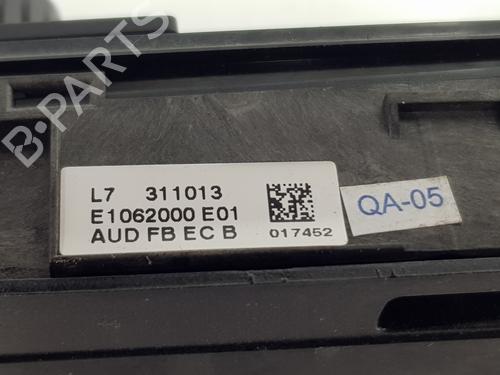 B-PARTS
L7 311013
E1062000 E01
AUD FB EC B 017452
QA-05